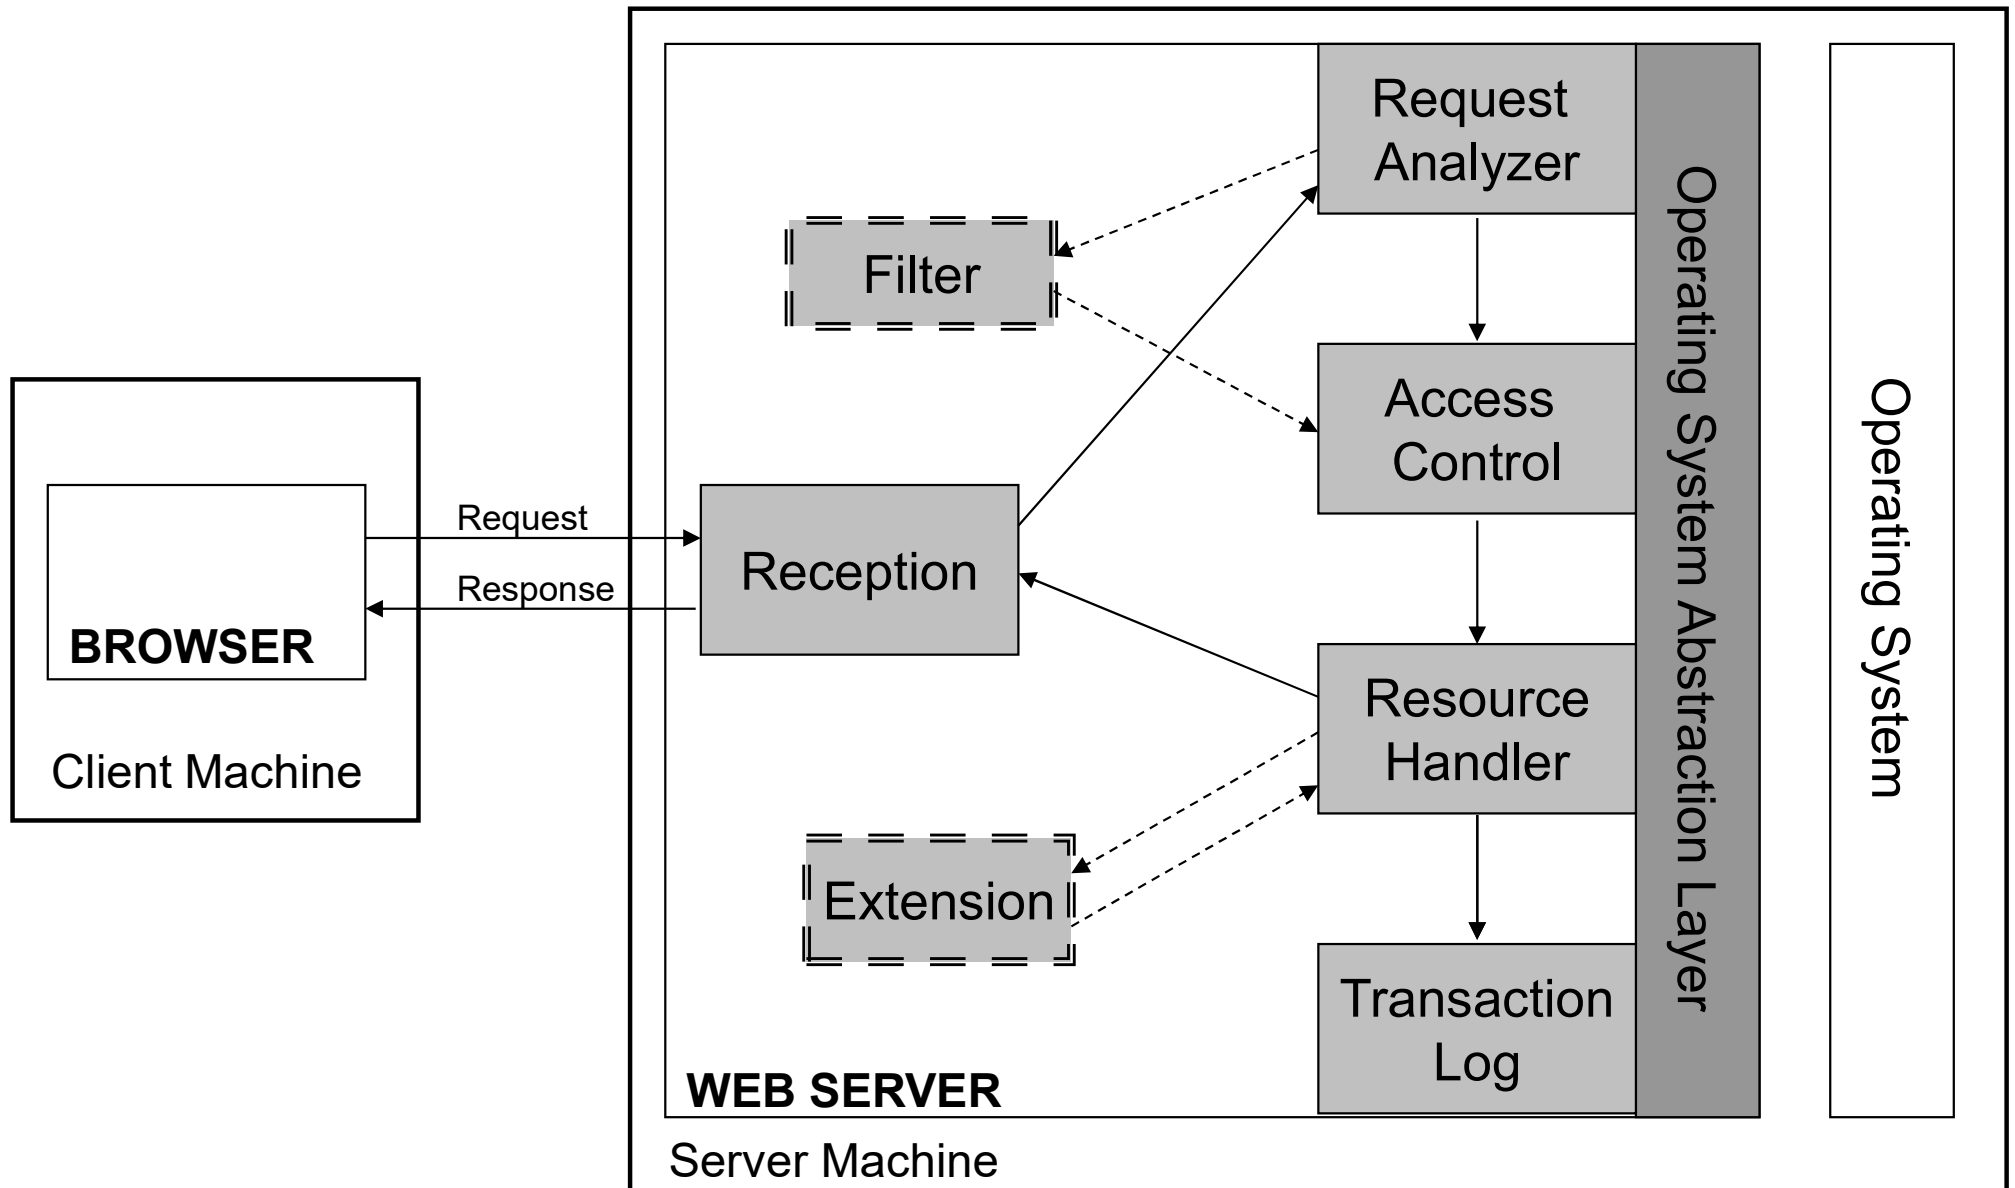 Request
Analyzer
Filter
Access
Control
Request
Response
Reception
BROWSER
Client Machine
Resource
Handler
Extension
Transaction
Log
WEB SERVER
Server Machine
Operating System Abstraction Layer
Operating System